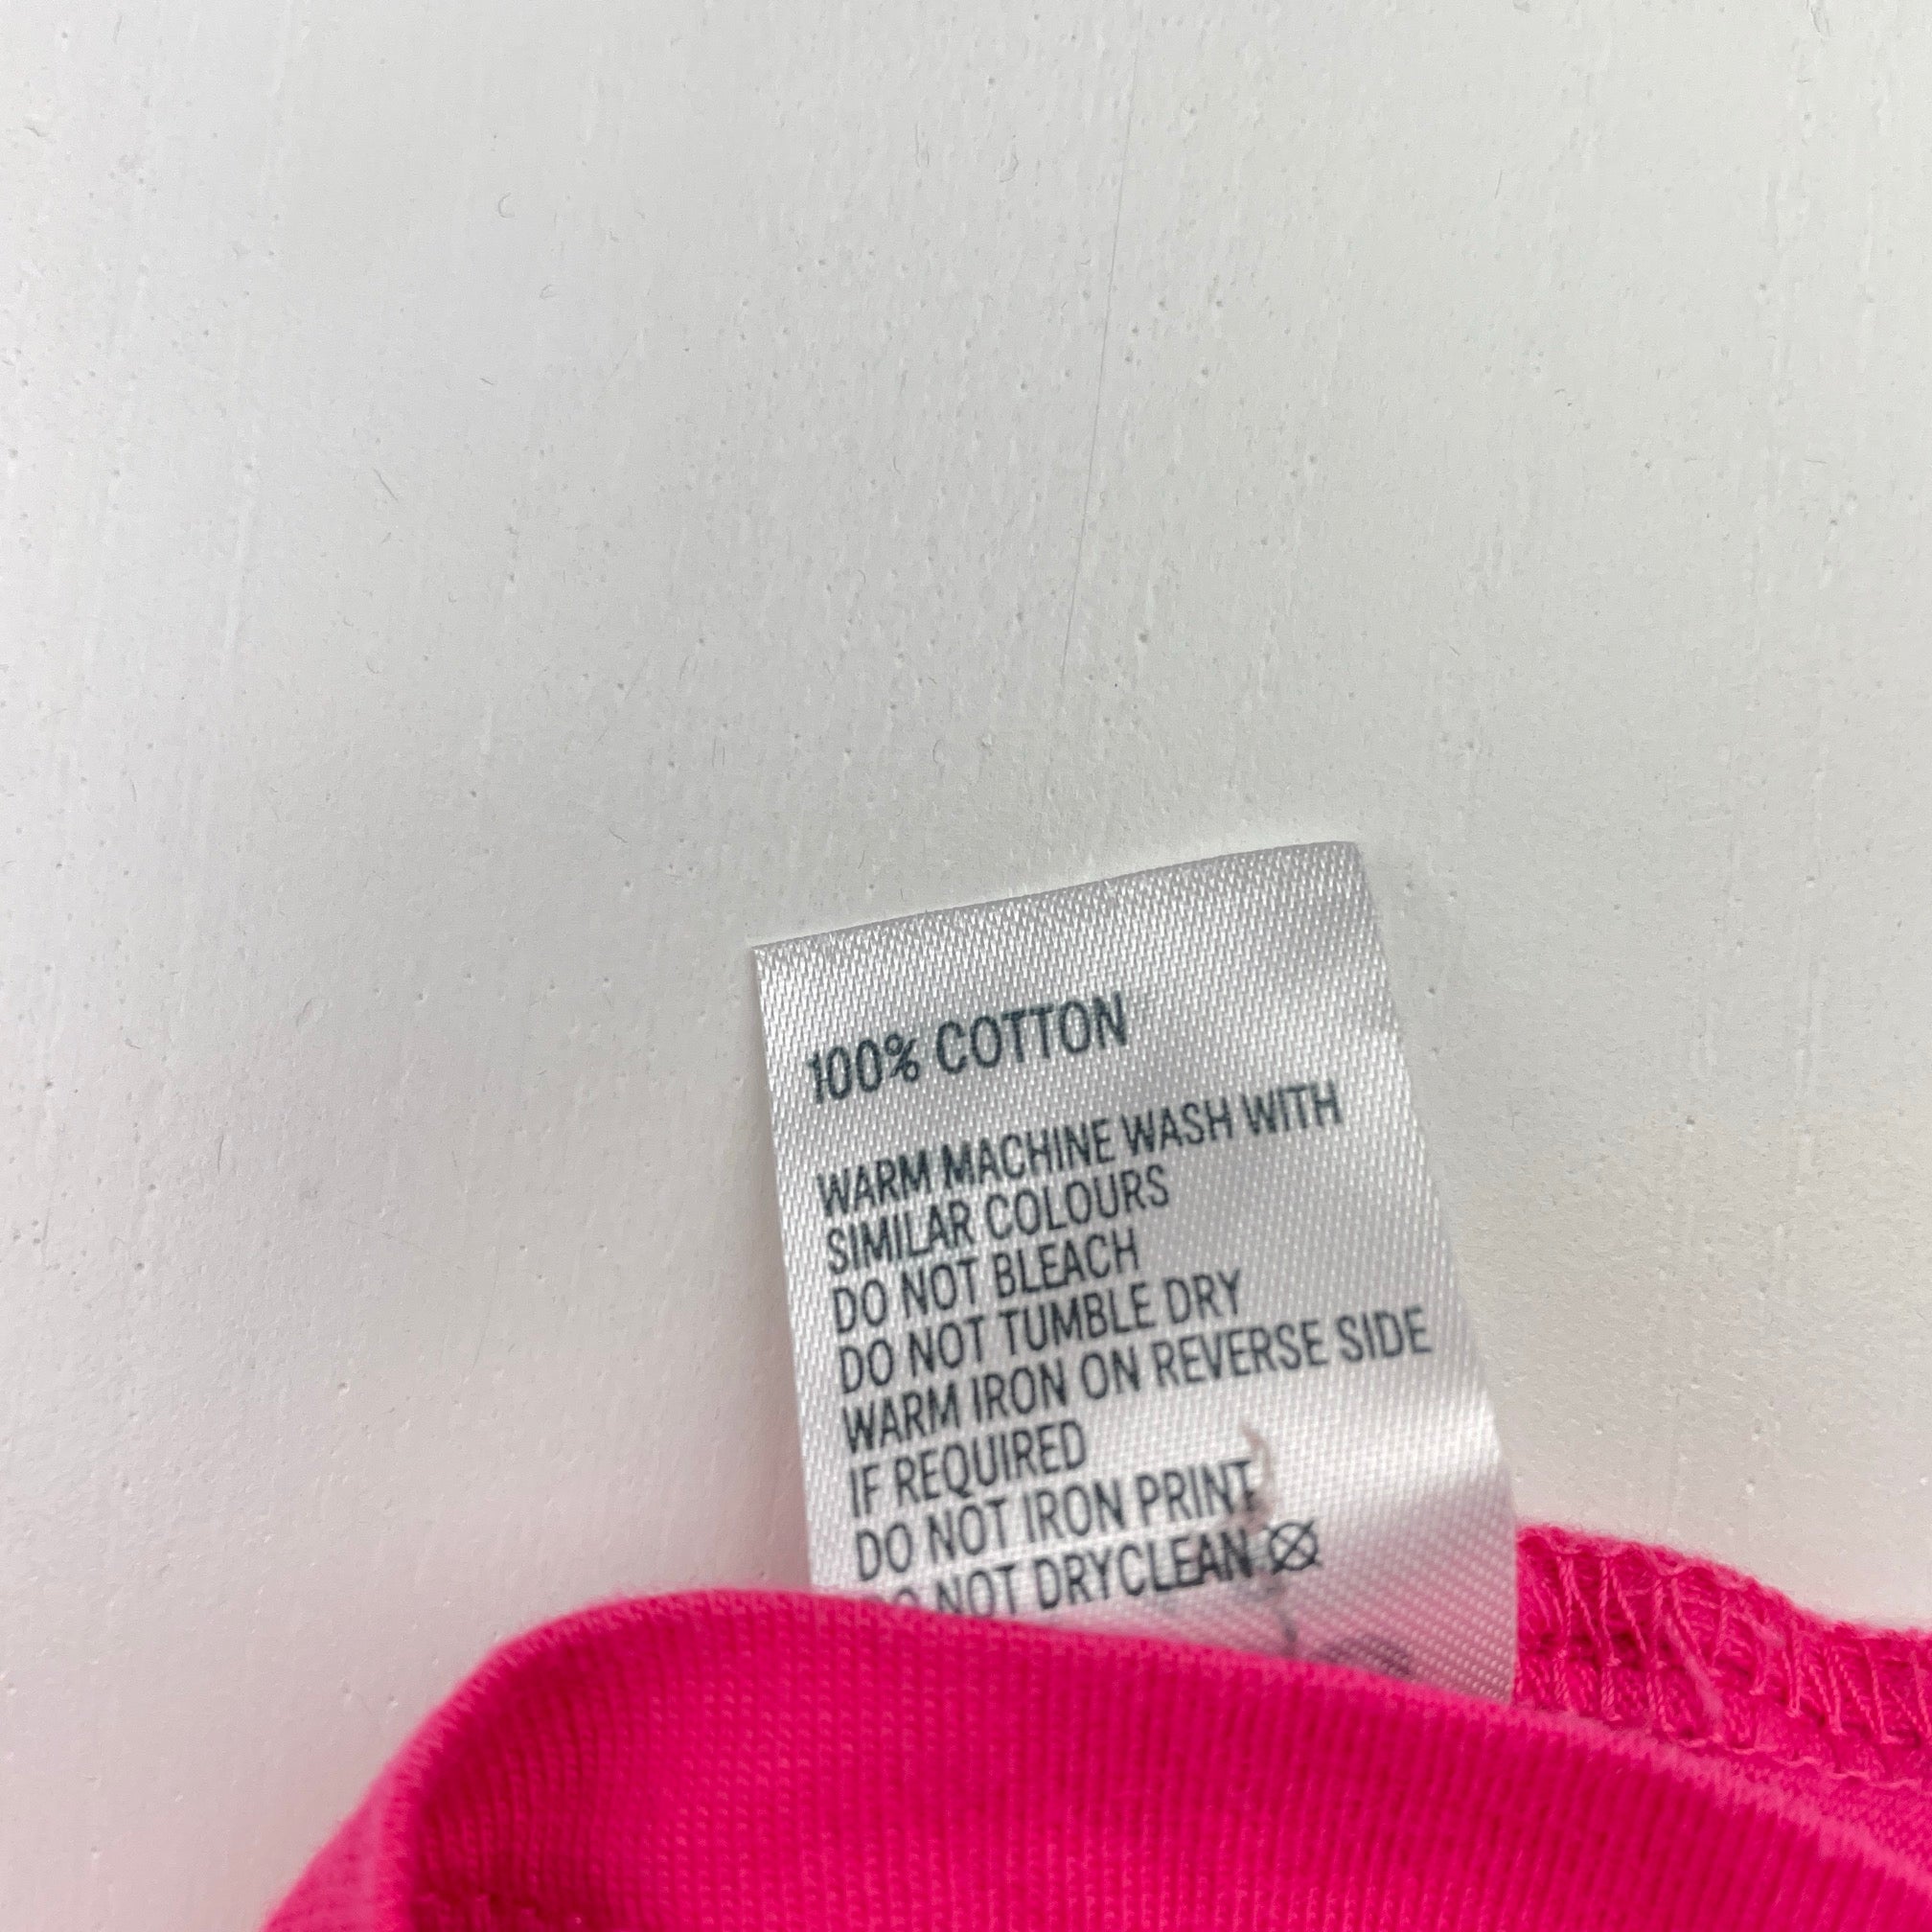 100% COTTON
WARM MACHINE WASH WITH
SIMILAR COLOURS
DO NOT BLEACH
DO NOT TUMBLE DRY
WARM IRON ON REVERSE SIDE
IF REQUIRED
DO NOT IRON PRINT
DO NOT DRYCLEAN